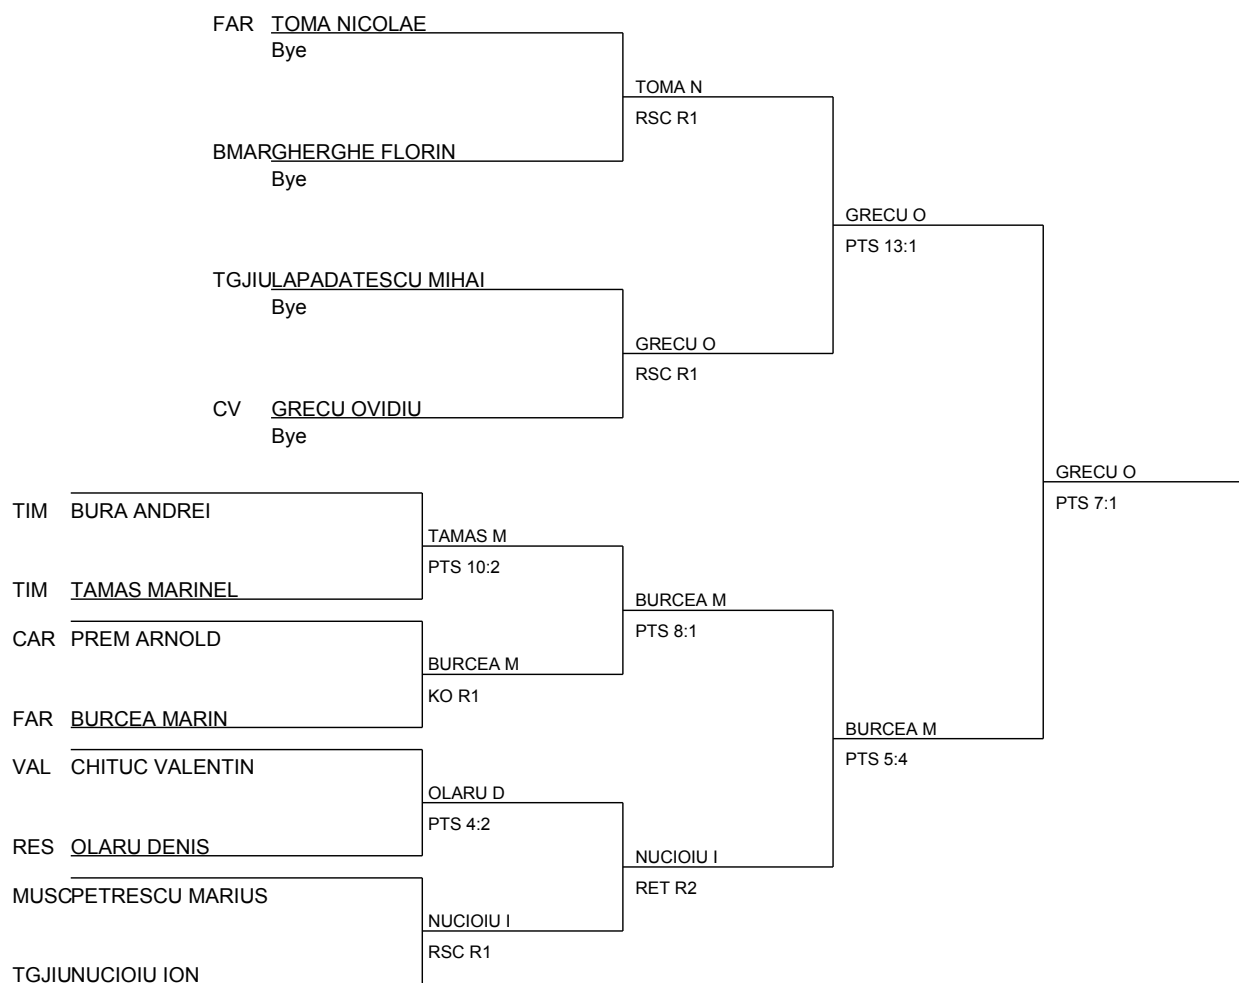 FAR TOMA NICOLAE
Bye
TOMA N
RSC R1
BMAR GHERGHE FLORIN
Bye
GRECU O
PTS 13:1
TGJIU LAPADATESCU MIHAI
Bye
GRECU O
RSC R1
CV GRECU OVIDIU
Bye
GRECU O
PTS 7:1
TIM BURA ANDREI
TAMAS M
PTS 10:2
TIM TAMAS MARINEL
BURCEA M
PTS 8:1
CAR PREM ARNOLD
BURCEA M
KO R1
FAR BURCEA MARIN
BURCEA M
PTS 5:4
VAL CHITUC VALENTIN
OLARU D
PTS 4:2
RES OLARU DENIS
NUCIOIU I
RET R2
MUSC PETRESCU MARIUS
NUCIOIU I
RSC R1
TGJIU NUCIOIU ION